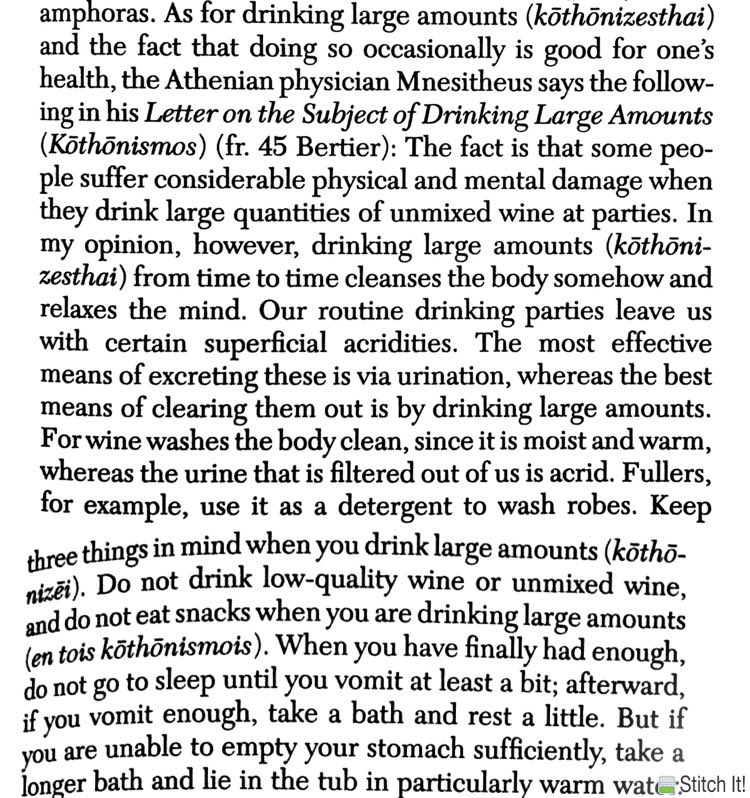 amphoras. As for drinking large amounts (kōthōnizesthai)
and the fact that doing so occasionally is good for one's
health, the Athenian physician Mnesitheus says the follow-
ing in his Letter on the Subject of Drinking Large Amounts
(Kōthōnismos) (fr. 45 Bertier): The fact is that some peo-
ple suffer considerable physical and mental damage when
they drink large quantities of unmixed wine at parties. In
my opinion, however, drinking large amounts (kōthōni-
zesthai) from time to time cleanses the body somehow and
relaxes the mind. Our routine drinking parties leave us
with certain superficial acridities. The most effective
means of excreting these is via urination, whereas the best
means of clearing them out is by drinking large amounts.
For wine washes the body clean, since it is moist and warm,
whereas the urine that is filtered out of us is acrid. Fullers,
for example, use it as a detergent to wash robes. Keep
three things in mind when you drink large amounts (kōthō-
nizēi). Do not drink low-quality wine or unmixed wine,
and do not eat snacks when you are drinking large amounts
(en tois kōthōnismois). When you have finally had enough,
do not go to sleep until you vomit at least a bit; afterward,
if you vomit enough, take a bath and rest a little. But if
you are unable to empty your stomach sufficiently, take a
longer bath and lie in the tub in particularly warm
Stitch It!